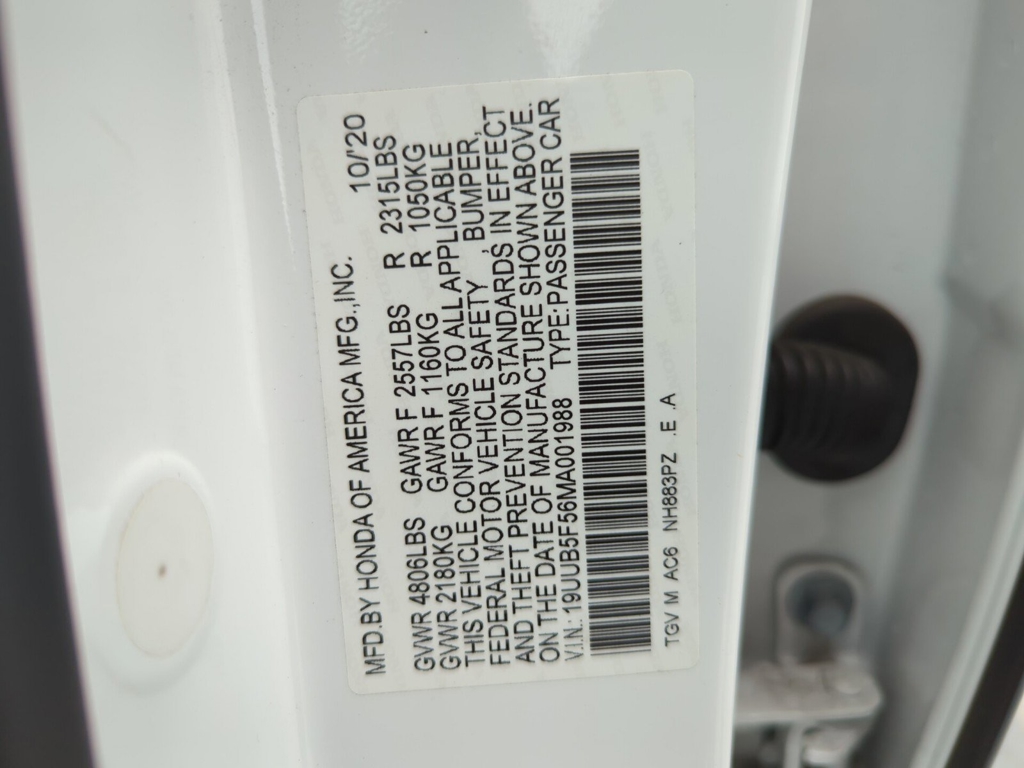 MFD.BY HONDA OF AMERICA MFG.,INC. 10/'20
GVWR 4806LBS GAWR F 2557LBS R 2315LBS
GVWR 2180KG GAWR F 1160KG R 1050KG
THIS VEHICLE CONFORMS TO ALL APPLICABLE
FEDERAL MOTOR VEHICLE SAFETY, BUMPER,
AND THEFT PREVENTION STANDARDS, IN EFFECT
ON THE DATE OF MANUFACTURE SHOWN ABOVE.
V.I.N.: 19UUB5F56MA001988 TYPE: PASSENGER CAR
TGV M AC6 NH883PZ .E .A